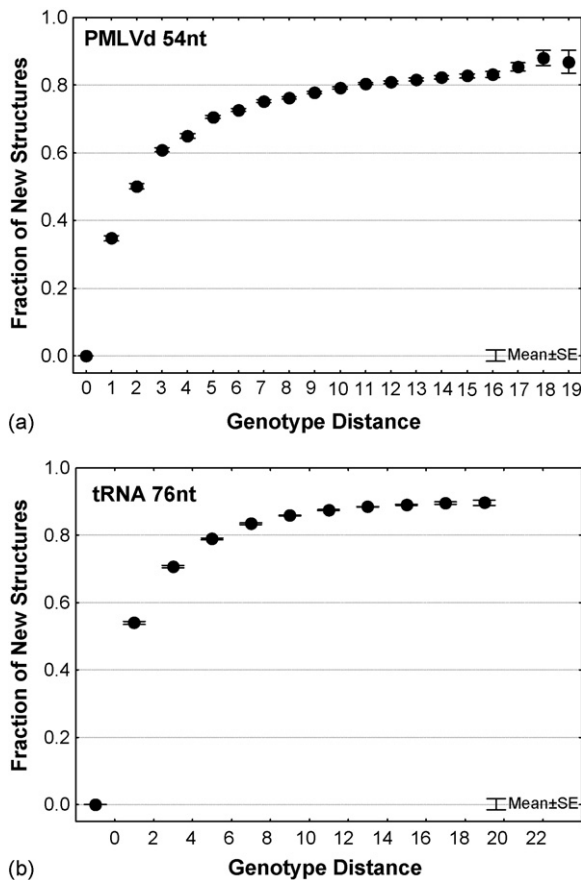 PMLVd 54nt
1.0
0.8
0.6
0.4
0.2
0.0
Fraction of New Structures
Mean±SE
0 1 2 3 4 5 6 7 8 9 10 11 12 13 14 15 16 17 18 19
(a)
Genotype Distance
tRNA 76nt
1.0
0.8
0.6
0.4
0.2
0.0
Fraction of New Structures
Mean±SE
0 2 4 6 8 10 12 14 16 18 20 22
(b)
Genotype Distance